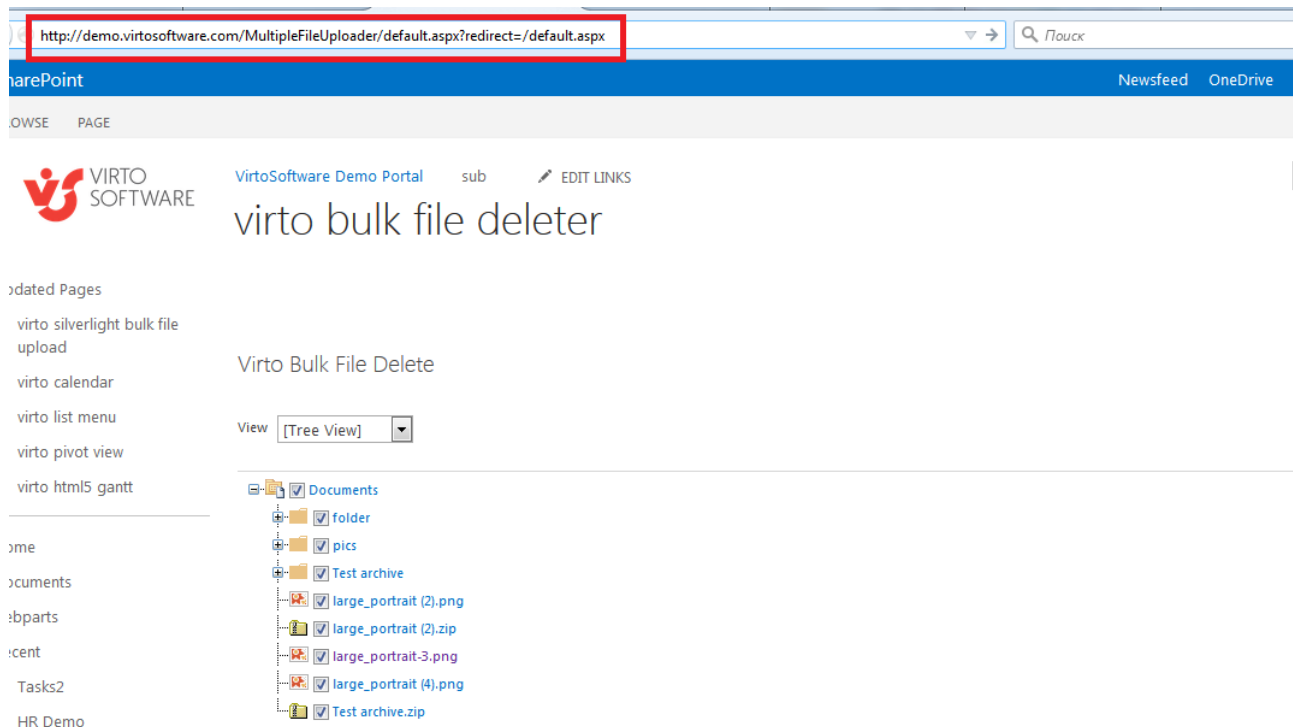 http://demo.virtosoftware.com/MultipleFileUploader/default.aspx?redirect=/default.aspx
Поиск
harePoint
Newsfeed OneDrive
OWSE PAGE
VIRTO
SOFTWARE
VirtoSoftware Demo Portal sub EDIT LINKS
virto bulk file deleter
pdated Pages
virto silverlight bulk file
upload
virto calendar
virto list menu
virto pivot view
virto html5 gantt
ome
ocuments
ebparts
ecent
Tasks2
HR Demo
Virto Bulk File Delete
View [Tree View]
Documents
folder
pics
Test archive
large_portrait (2).png
large_portrait (2).zip
large_portrait-3.png
large_portrait (4).png
Test archive.zip